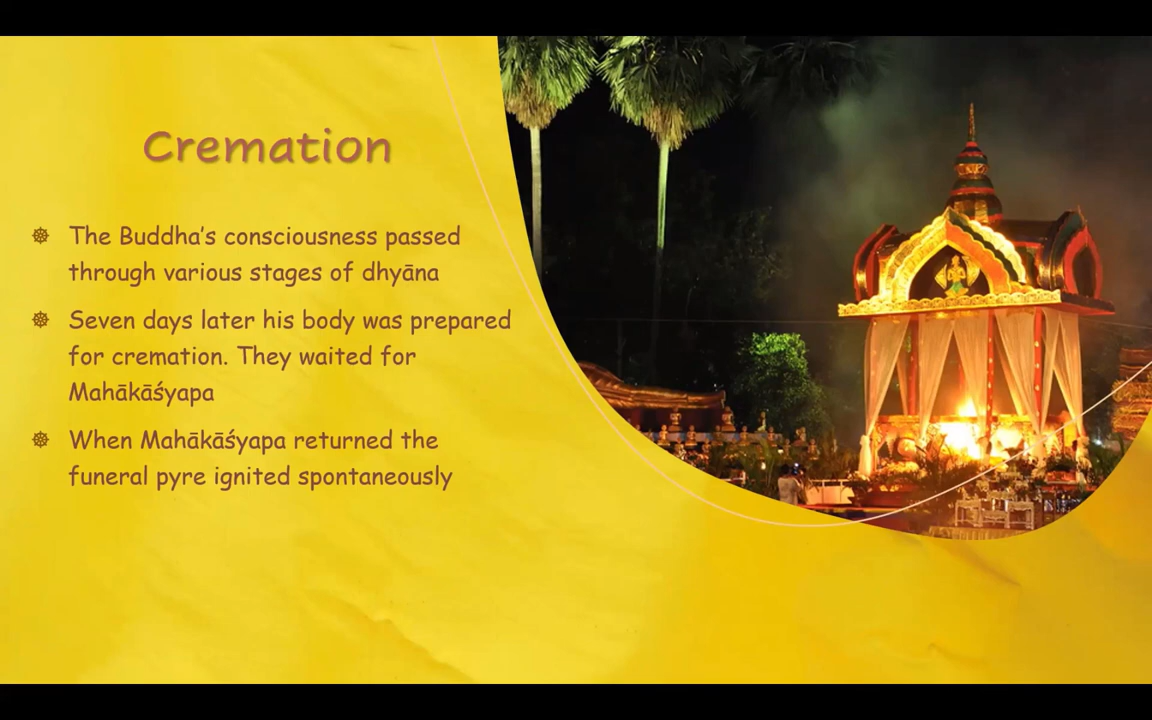 Cremation
The Buddha’s consciousness passed
through various stages of dhyāna
Seven days later his body was prepared
for cremation. They waited for
Mahākāśyapa
When Mahākāśyapa returned the
funeral pyre ignited spontaneously